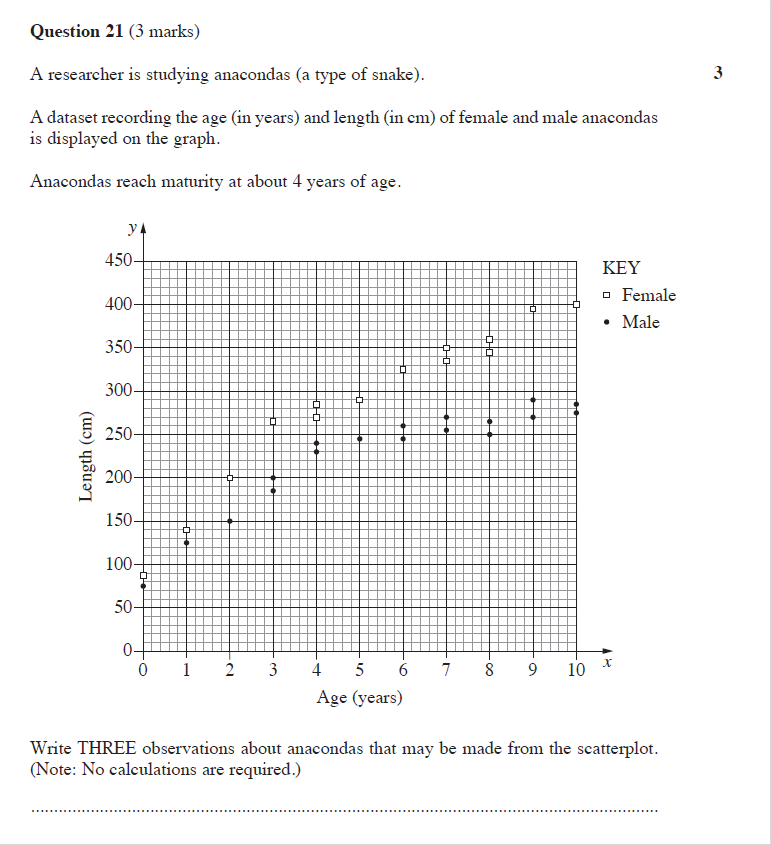 Question 21 (3 marks)
A researcher is studying anacondas (a type of snake).
3
A dataset recording the age (in years) and length (in cm) of female and male anacondas
is displayed on the graph.
Anacondas reach maturity at about 4 years of age.
y
450
400
350
300
250
200
150
100
50
0
Length (cm)
0 1 2 3 4 5 6 7 8 9 10 x
Age (years)
KEY
Female
Male
Write THREE observations about anacondas that may be made from the scatterplot.
(Note: No calculations are required.)